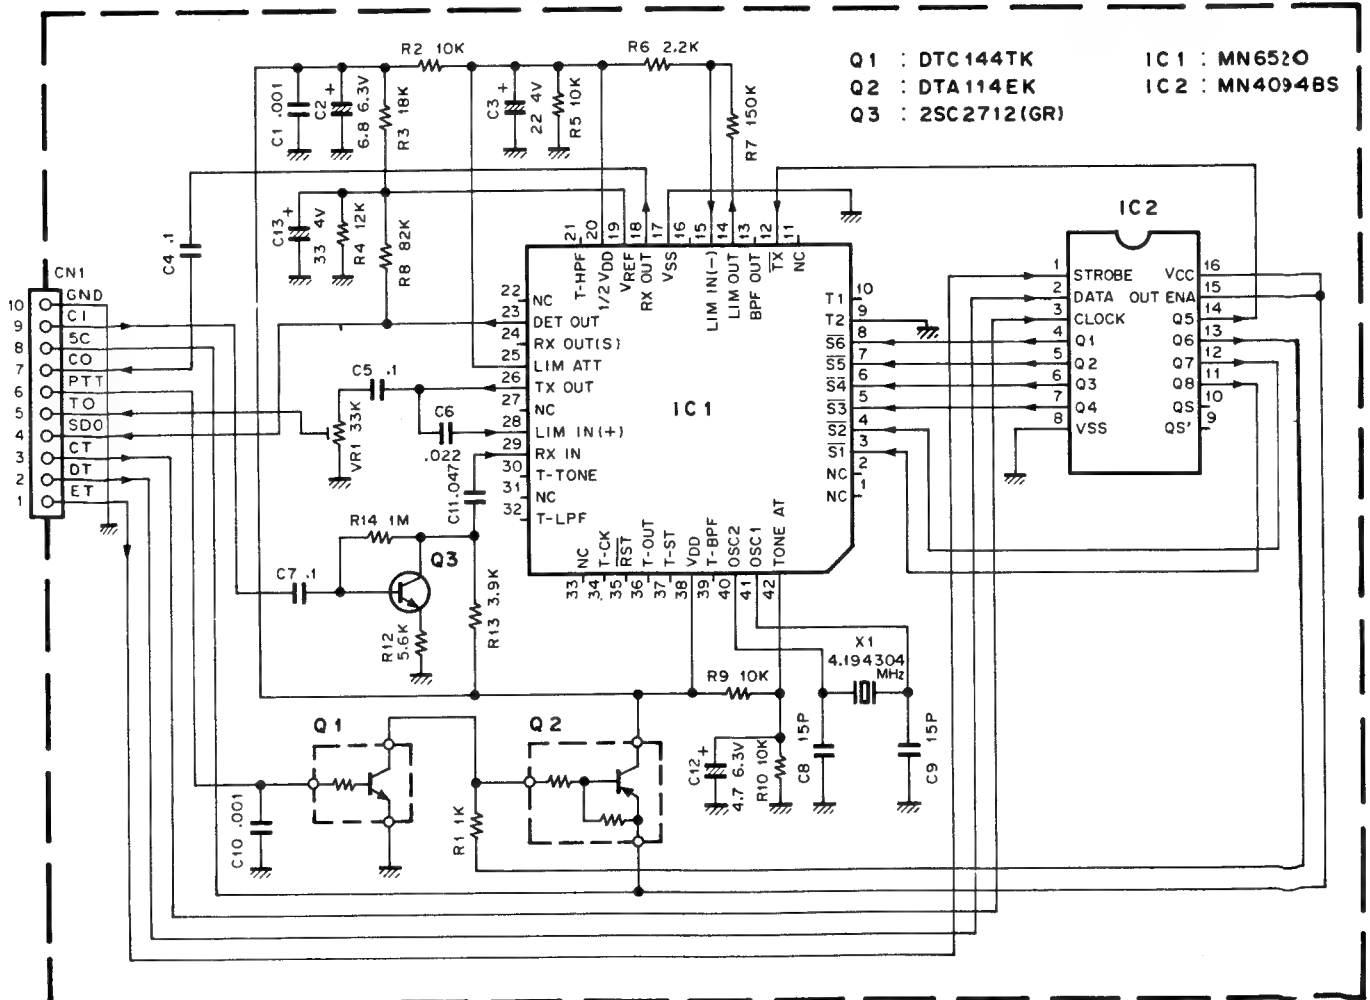 Q1 : DTC144TK
Q2 : DTA114EK
Q3 : 2SC2712(GR)
IC1 : MN6520
IC2 : MN4094BS
R2 10K
R6 2.2K
C1 .001
C2 + 6.8 6.3V
R3 18K
C3 + 22 4V
R5 10K
R7 150K
C13 + 33 4V
R4 12K
R8 82K
C4 .1
CN1
10 GND
9 CI
8 5C
7 CO
6 PTT
5 TO
4 SDO
3 CT
2 DT
1 ET
IC1
21 T-HPF
20 1/2 VDD
19 VREF
18 RX OUT
17 VSS
16
15 LIM IN(-)
14 LIM OUT
13 BPF OUT
12 TX
11 NC
22 NC
23 DET OUT
24 RX OUT(S)
25 LIM ATT
26 TX OUT
27 NC
28 LIM IN(+)
29 RX IN
30 T-TONE
31 NC
32 T-LPF
T1 10
T2 9
S6 8
S5 7
S4 6
S3 5
S2 4
S1 3
NC 2
NC 1
33 NC
34 T-CK
35 RST
36 T-OUT
37 T-ST
38 VDD
39 T-BPF
40 OSC2
41 OSC1
42 TONE AT
IC2
1 STROBE
2 DATA
3 CLOCK
4 Q1
5 Q2
6 Q3
7 Q4
8 VSS
VCC 16
OUT ENA 15
Q5 14
Q6 13
Q7 12
Q8 11
QS 10
QS' 9
C5 .1
C6 .022
VR1 33K
C11 .047
R14 1M
Q3
C7 .1
R12 5.6K
R13 3.9K
X1
4.194304
MHz
R9 10K
C12 + 4.7 6.3V
R10 10K
C8 15P
C9 15P
Q1
Q2
C10 .001
R1 1K